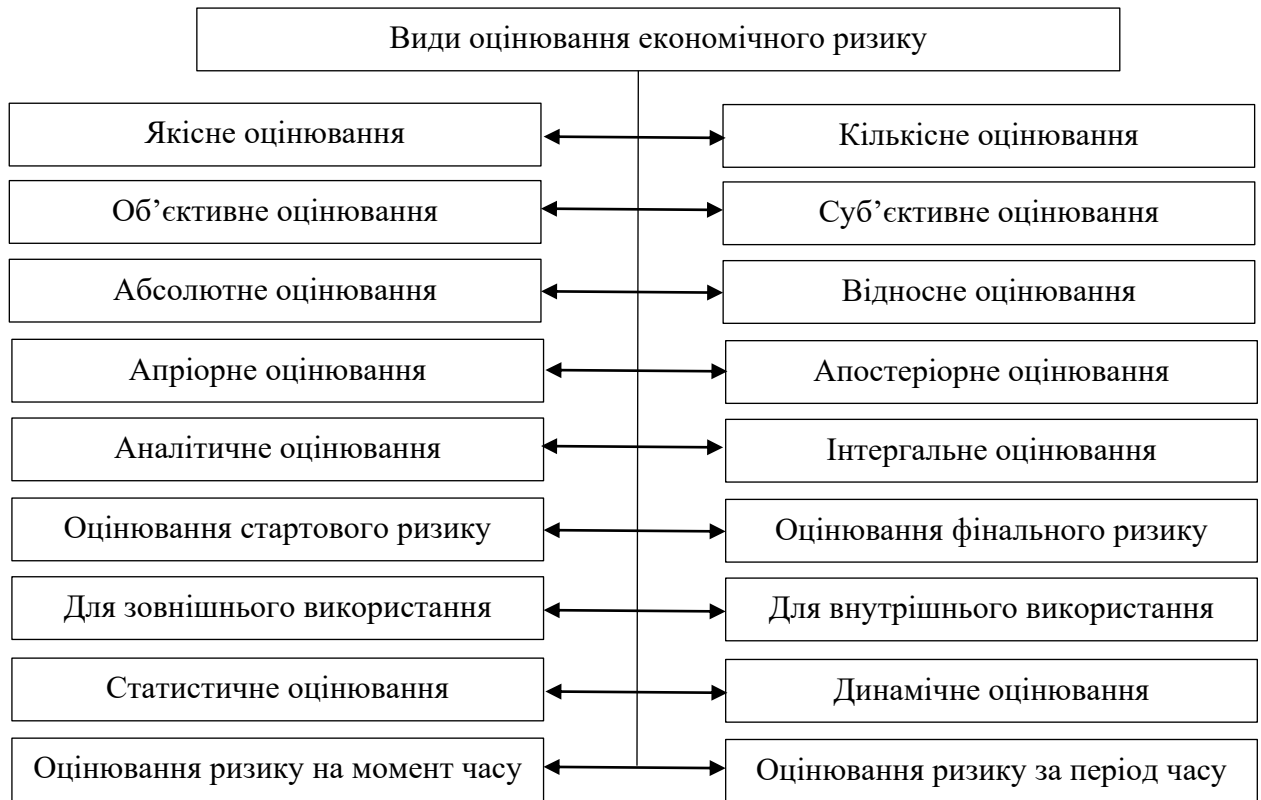 Види оцінювання економічного ризику
Якісне оцінювання
Кількісне оцінювання
Об’єктивне оцінювання
Суб’єктивне оцінювання
Абсолютне оцінювання
Відносне оцінювання
Апріорне оцінювання
Апостеріорне оцінювання
Аналітичне оцінювання
Інтергальне оцінювання
Оцінювання стартового ризику
Оцінювання фінального ризику
Для зовнішнього використання
Для внутрішнього використання
Статистичне оцінювання
Динамічне оцінювання
Оцінювання ризику на момент часу
Оцінювання ризику за період часу